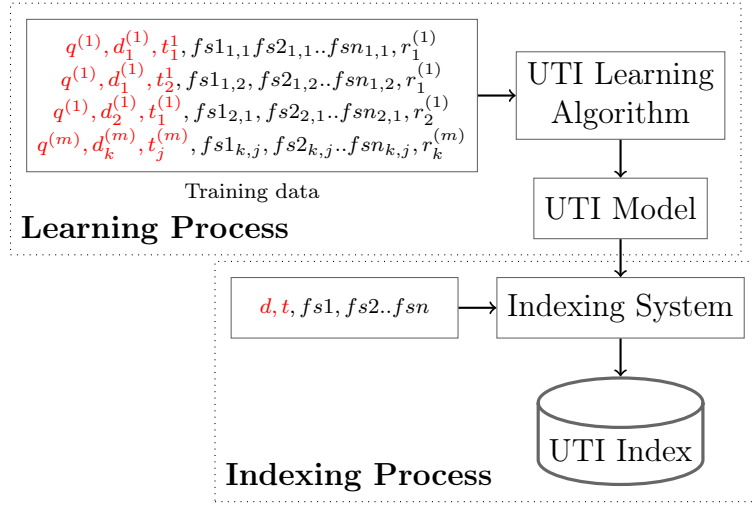 $q^{(1)}, d_1^{(1)}, t_1^1, fs1_{1,1} fs2_{1,1}..fsn_{1,1}, r_1^{(1)}$
$q^{(1)}, d_1^{(1)}, t_2^1, fs1_{1,2}, fs2_{1,2}..fsn_{1,2}, r_1^{(1)}$
$q^{(1)}, d_2^{(1)}, t_1^{(1)}, fs1_{2,1}, fs2_{2,1}..fsn_{2,1}, r_2^{(1)}$
$q^{(m)}, d_k^{(m)}, t_j^{(m)}, fs1_{k,j}, fs2_{k,j}..fsn_{k,j}, r_k^{(m)}$
Training data
UTI Learning
Algorithm
UTI Model
Learning Process
$d, t, fs1, fs2..fsn$
Indexing System
UTI Index
Indexing Process